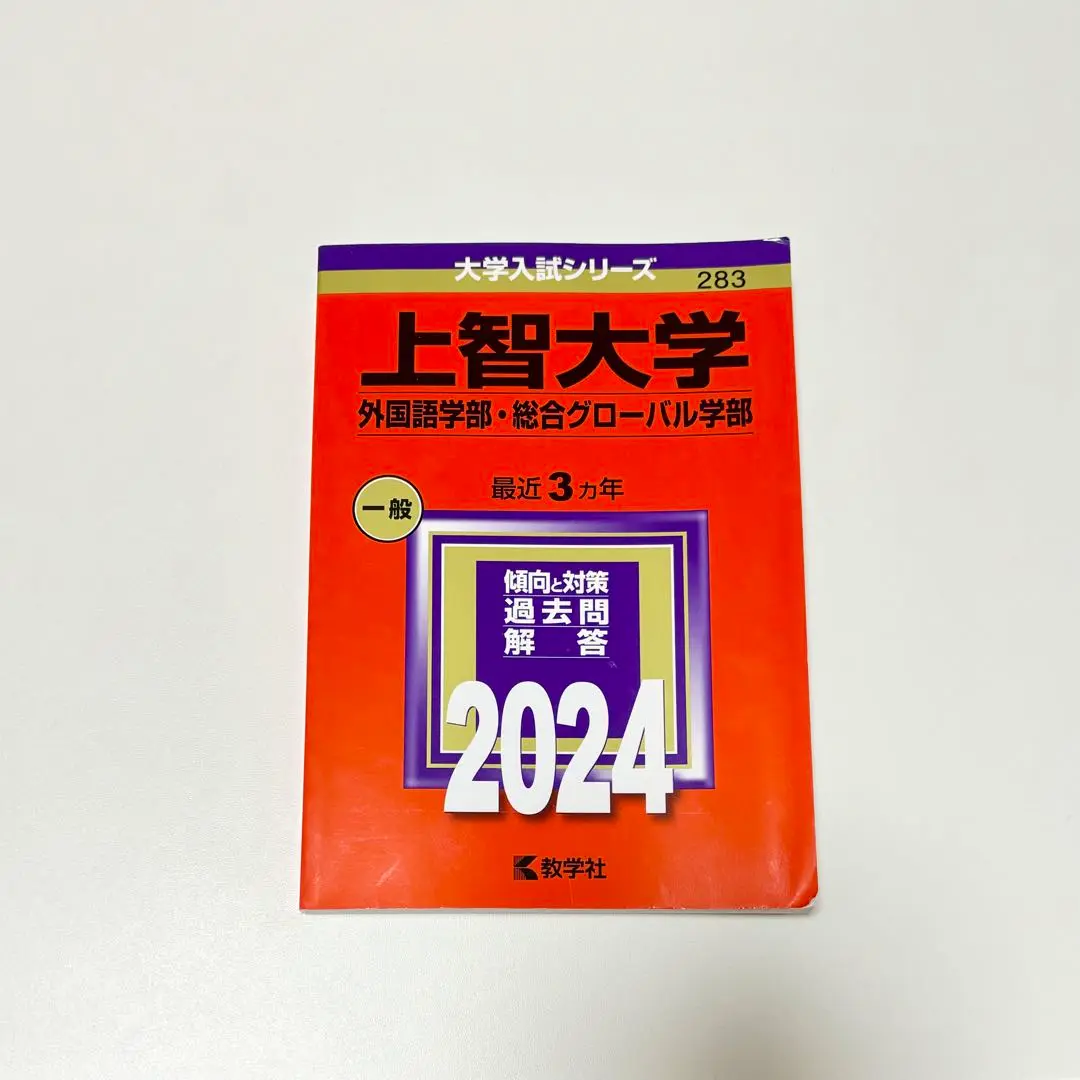 大学入試シリーズ
283
上智大学
外国語学部・総合グローバル学部
最近3ヵ年
一般
傾向と対策
過去問
解答
2024
教学社